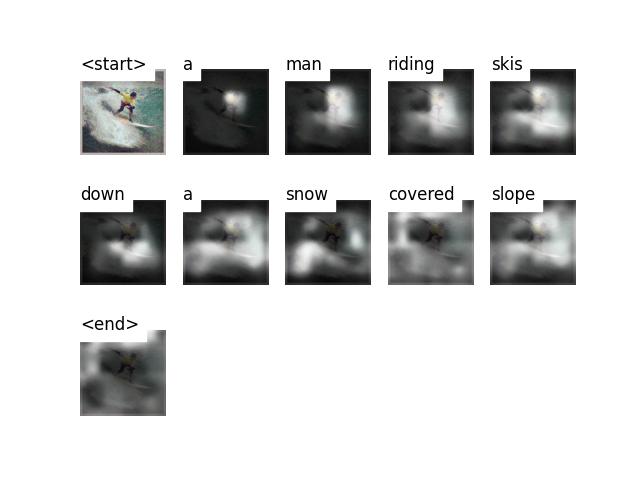 <start> a man riding skis
down a snow covered slope
<end>